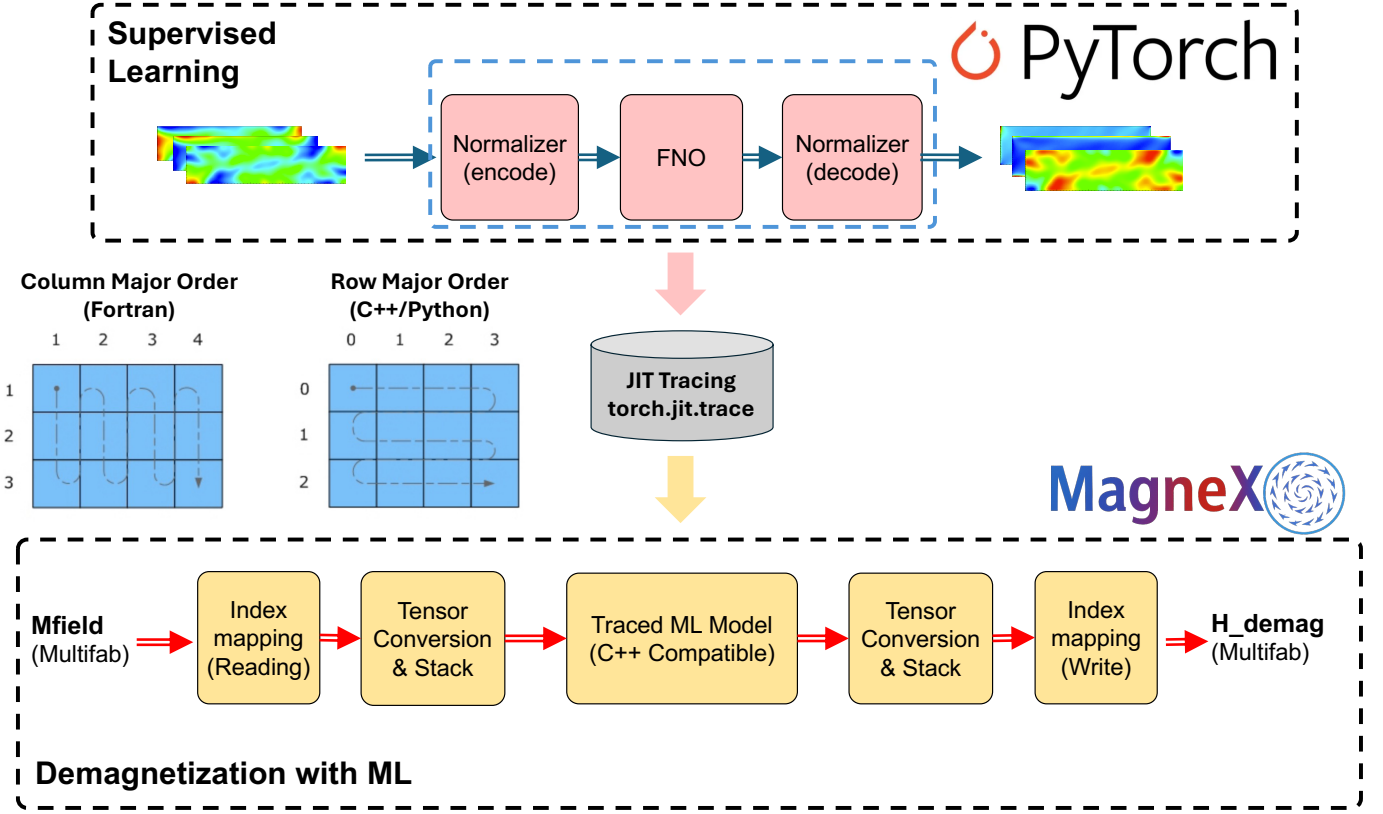 Supervised
Learning
PyTorch
Normalizer
(encode)
FNO
Normalizer
(decode)
Column Major Order
(Fortran)
1 2 3 4
1
2
3
Row Major Order
(C++/Python)
0 1 2 3
0
1
2
JIT Tracing
torch.jit.trace
MagneX
Mfield
(Multifab)
Index
mapping
(Reading)
Tensor
Conversion
& Stack
Traced ML Model
(C++ Compatible)
Tensor
Conversion
& Stack
Index
mapping
(Write)
H_demag
(Multifab)
Demagnetization with ML